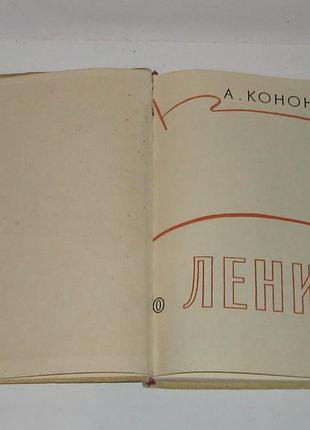 А. КОНОН
О ЛЕНИ